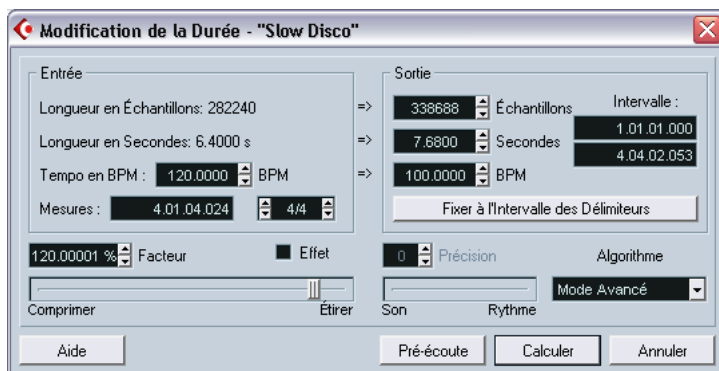 Modification de la Durée - "Slow Disco"
Entrée
Longueur en Échantillons: 282240 =>
Longueur en Secondes: 6.4000 s =>
Tempo en BPM : 120.0000 BPM =>
Mesures : 4.01.04.024 4/4
Sortie
338688 Échantillons
7.6800 Secondes
100.0000 BPM
Intervalle :
1.01.01.000
4.04.02.053
Fixer à l'Intervalle des Délimiteurs
120.00001 % Facteur Effet
Comprimer Étirer
0 Précision
Son Rythme
Algorithme
Mode Avancé
Aide Pré-écoute Calculer Annuler